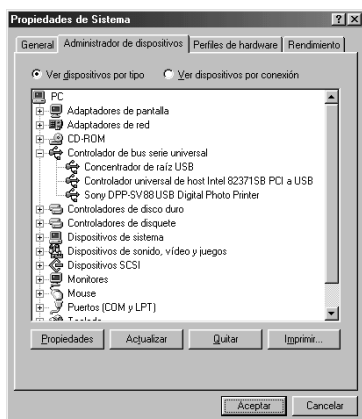 Propiedades de Sistema
General Administrador de dispositivos Perfiles de hardware Rendimiento
Ver dispositivos por tipo Ver dispositivos por conexión
PC
Adaptadores de pantalla
Adaptadores de red
CD-ROM
Controlador de bus serie universal
Concentrador de raíz USB
Controlador universal de host Intel 82371SB PCI a USB
Sony DPP-SV88 USB Digital Photo Printer
Controladores de disco duro
Controladores de disquete
Dispositivos de sistema
Dispositivos de sonido, vídeo y juegos
Dispositivos SCSI
Monitores
Mouse
Puertos (COM y LPT)
Teclado
Propiedades Actualizar Quitar Imprimir...
Aceptar Cancelar